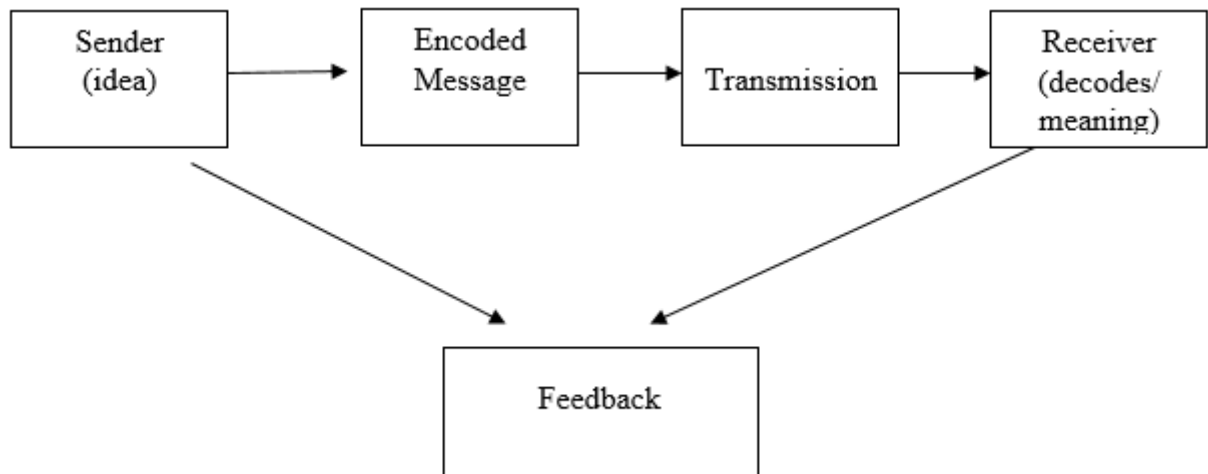 Sender
(idea)
Encoded
Message
Transmission
Receiver
(decodes/
meaning)
Feedback